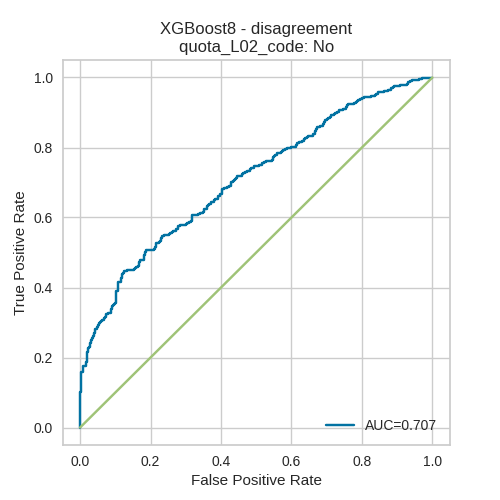 XGBoost8 - disagreement
quota_L02_code: No
True Positive Rate
1.0
0.8
0.6
0.4
0.2
0.0
AUC=0.707
0.0 0.2 0.4 0.6 0.8 1.0
False Positive Rate